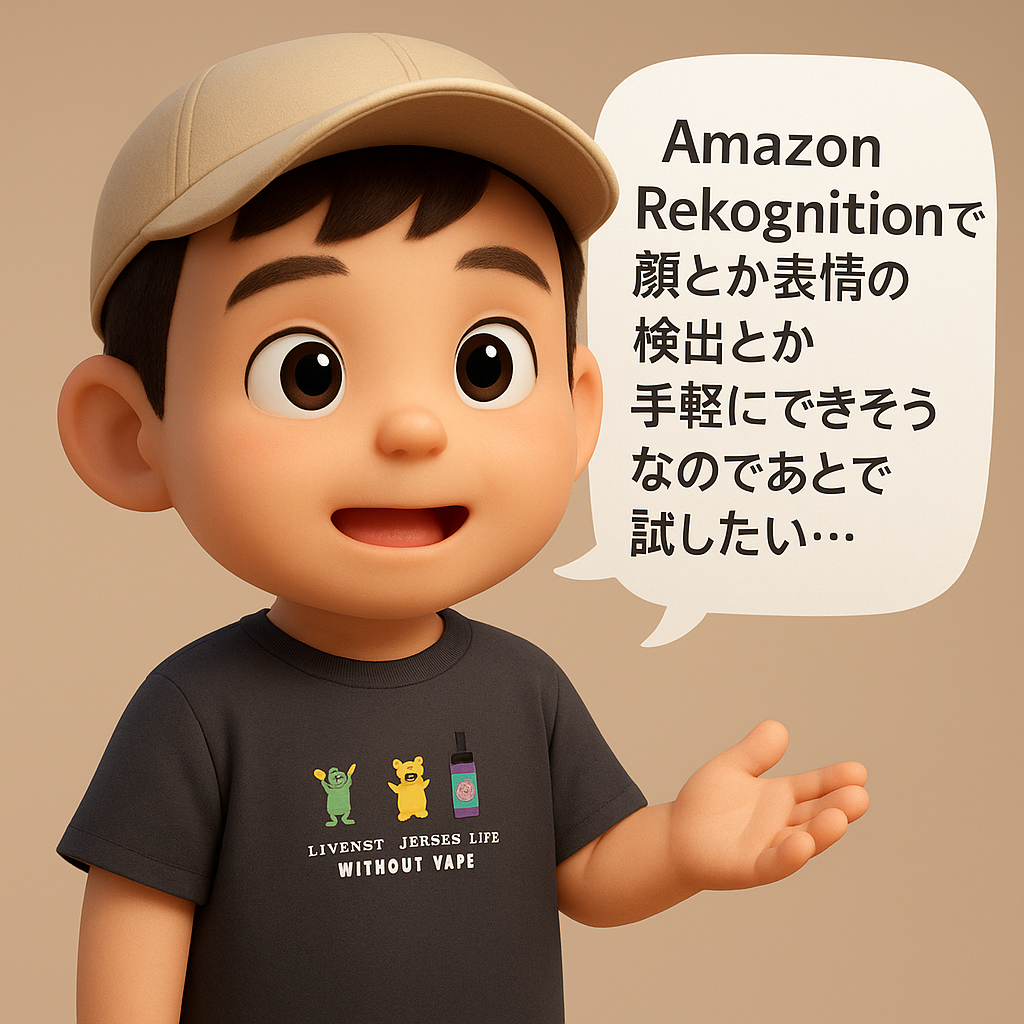 Amazon
Rekognitionで
顔とか表情の
検出とか
手軽にできそう
なのであとで
試したい…
LIVENST JERSES LIFE
WITHOUT VAPE